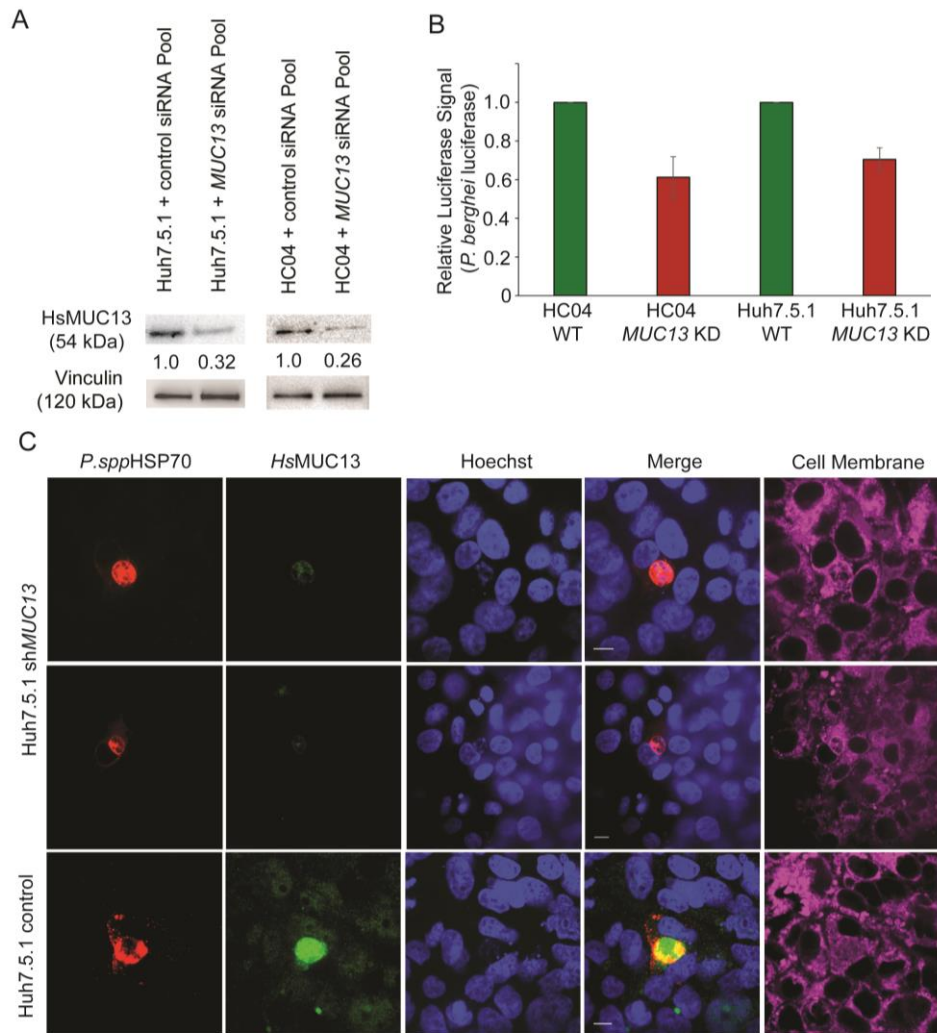 A
Huh7.5.1 + control siRNA Pool
Huh7.5.1 + MUC13 siRNA Pool
HC04 + control siRNA Pool
HC04 + MUC13 siRNA Pool
HsMUC13
(54 kDa)
1.0 0.32 1.0 0.26
Vinculin
(120 kDa)
B
Relative Luciferase Signal
(P. berghei luciferase)
1.0
0.8
0.6
0.4
0.2
0
HC04
WT
HC04
MUC13 KD
Huh7.5.1
WT
Huh7.5.1
MUC13 KD
C
P.sppHSP70 HsMUC13 Hoechst Merge Cell Membrane
Huh7.5.1 shMUC13
Huh7.5.1 control